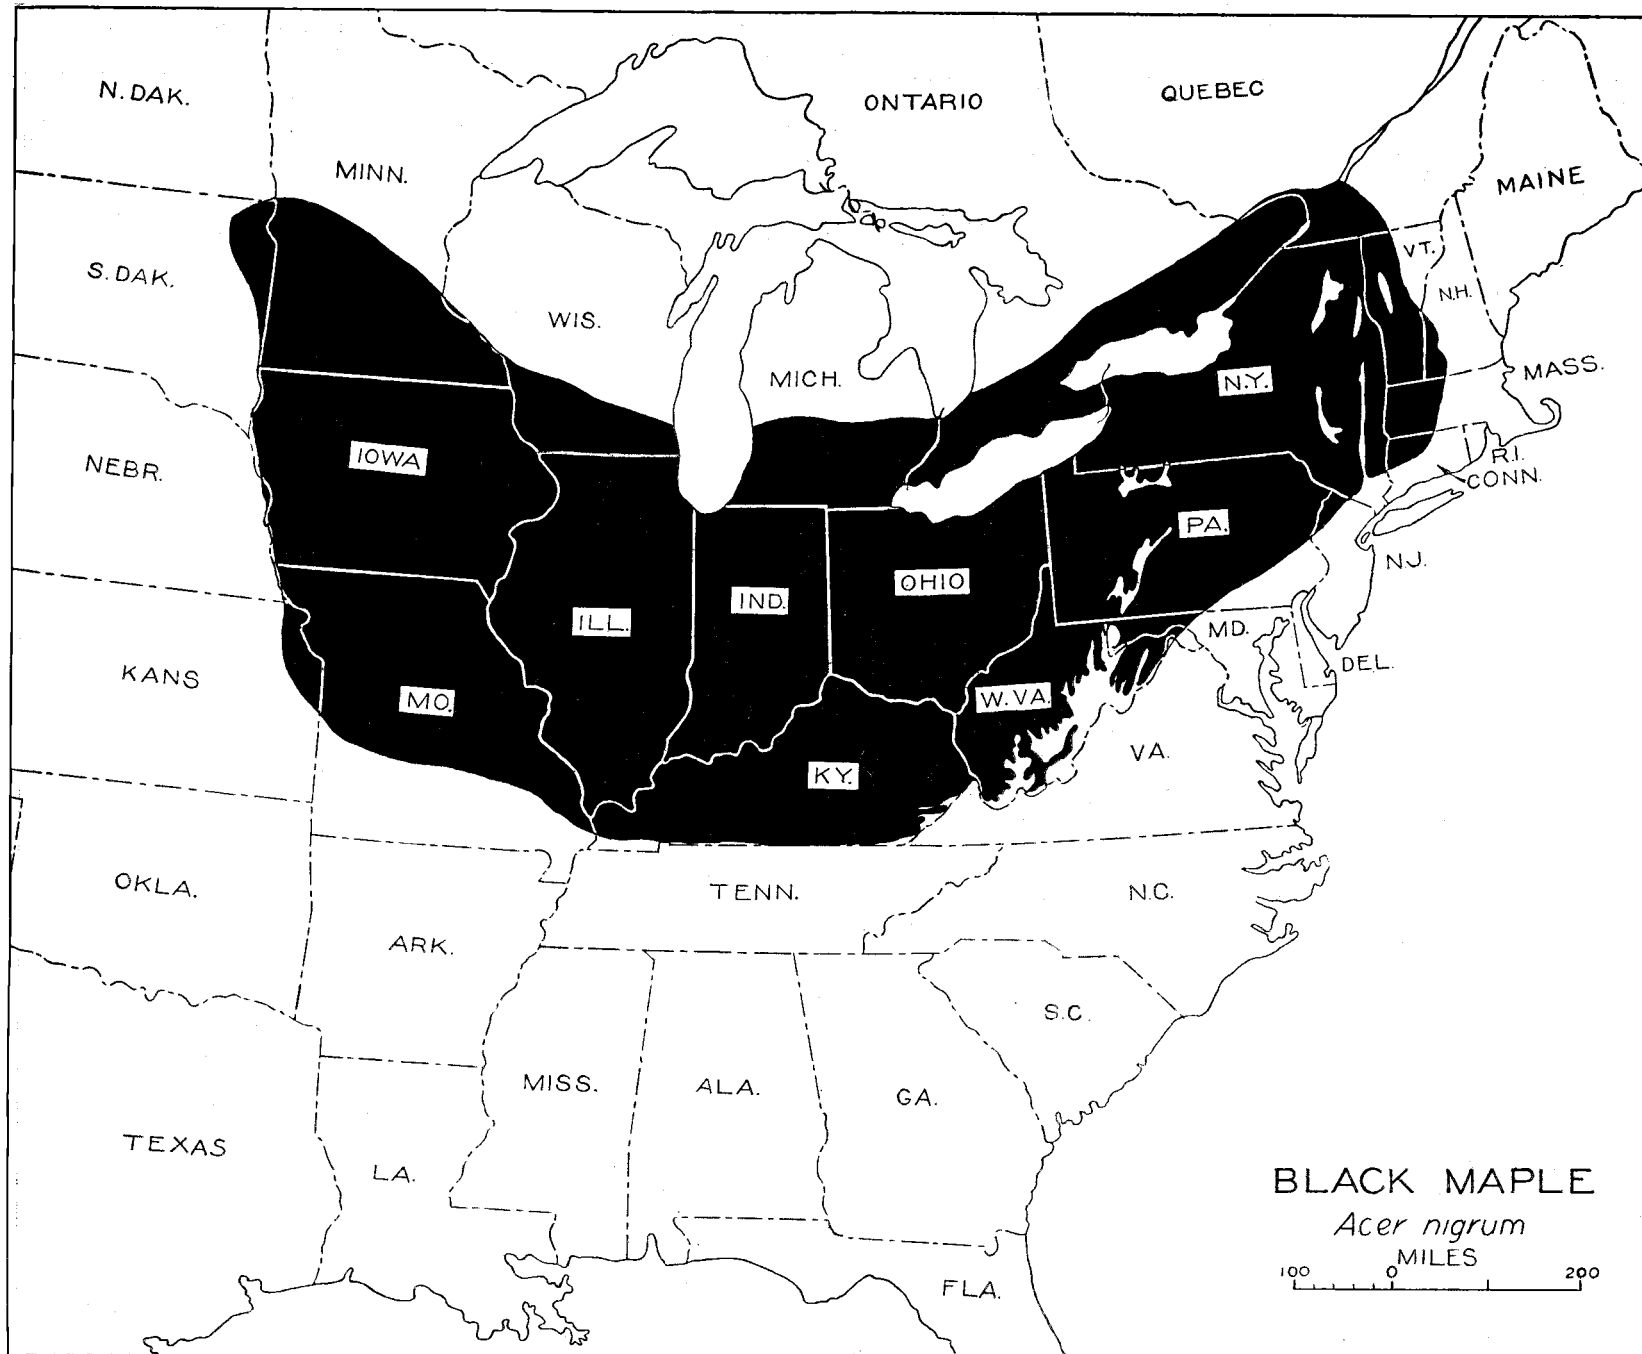 N. DAK.
ONTARIO
QUEBEC
MINN.
MAINE
S. DAK.
VT.
N.H.
WIS.
MICH.
N.Y.
MASS.
IOWA
NEBR.
R.I.
CONN.
PA.
N.J.
OHIO
IND.
ILL.
MD.
DEL.
KANS
MO.
W. VA.
VA.
KY.
OKLA.
TENN.
N.C.
ARK.
S.C.
MISS.
ALA.
GA.
TEXAS
LA.
FLA.
BLACK MAPLE
Acer nigrum
MILES
100 0 200